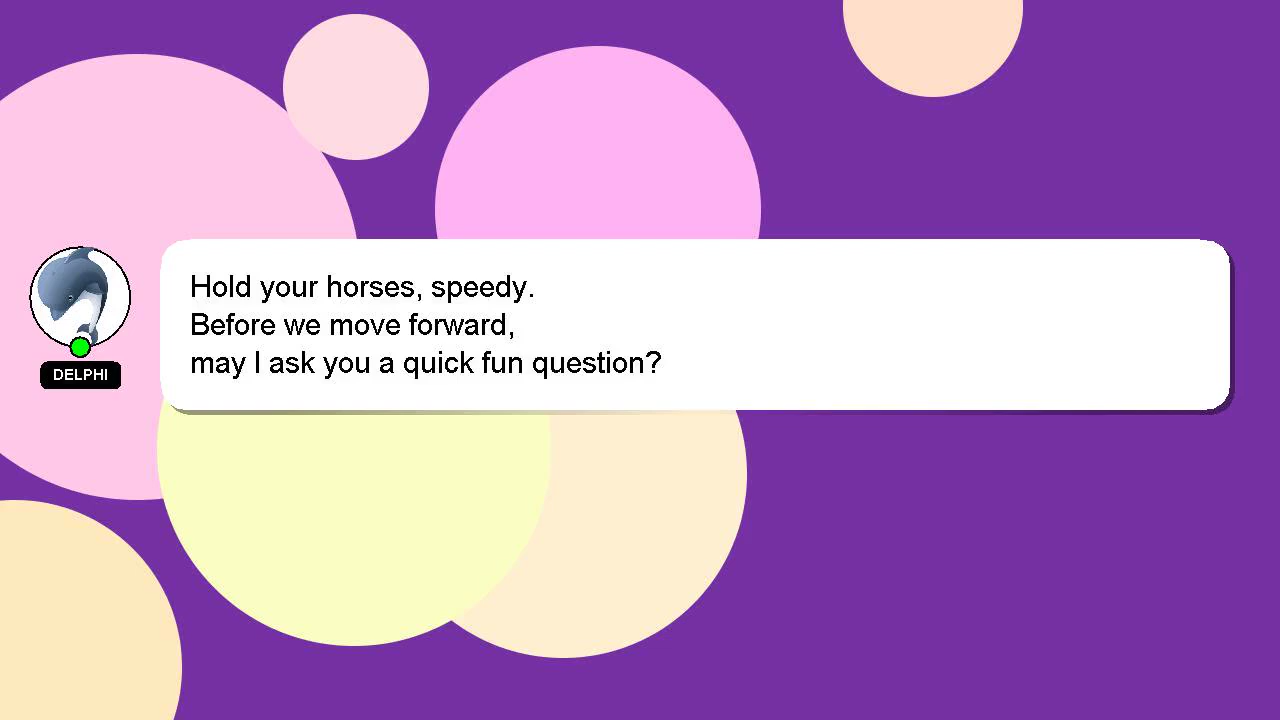 Hold your horses, speedy.
Before we move forward,
may I ask you a quick fun question?
DELPHI